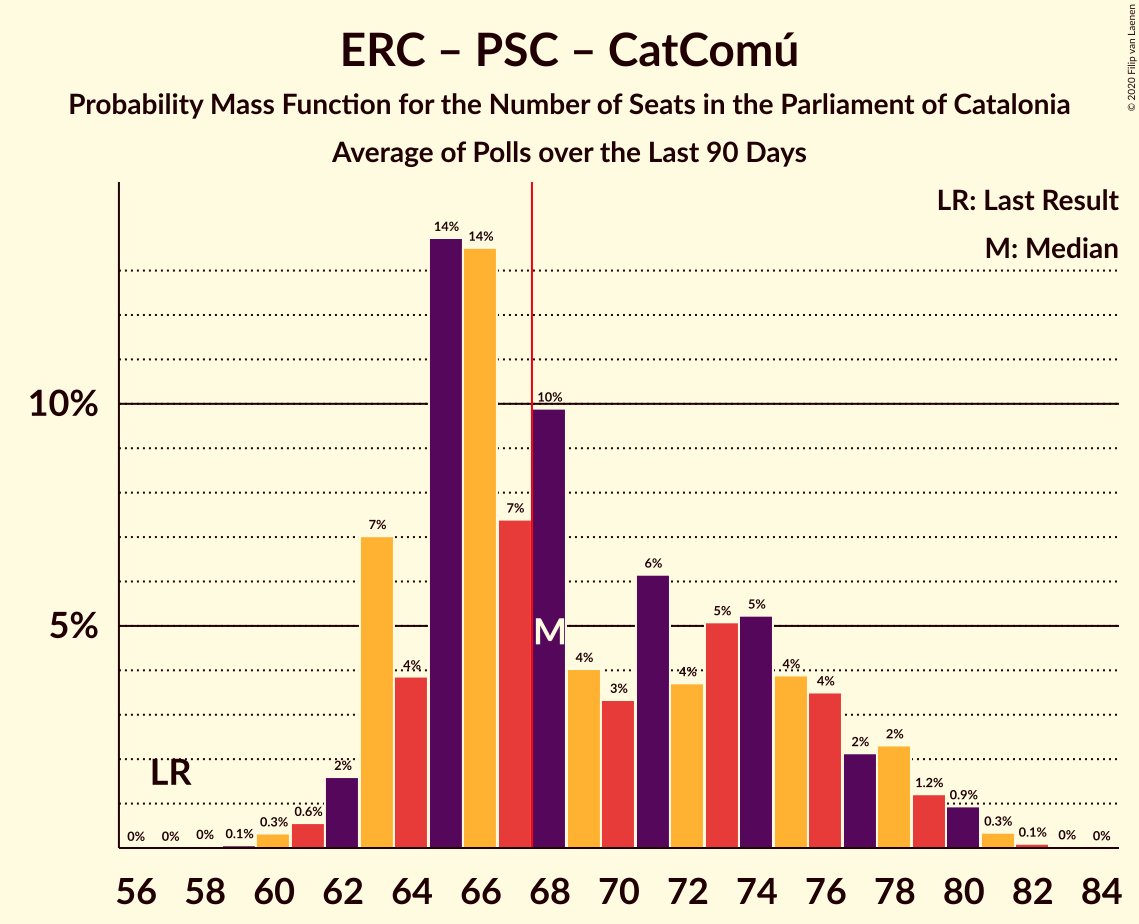 ERC – PSC – CatComú
Probability Mass Function for the Number of Seats in the Parliament of Catalonia
Average of Polls over the Last 90 Days
© 2020 Filip van Laenen
LR: Last Result
M: Median
10%
5%
LR
M
0% 0% 0% 0.1% 0.3% 0.6% 2% 7% 4% 14% 14% 7% 10% 4% 3% 6% 4% 5% 5% 4% 4% 2% 2% 1.2% 0.9% 0.3% 0.1% 0% 0%
56 58 60 62 64 66 68 70 72 74 76 78 80 82 84